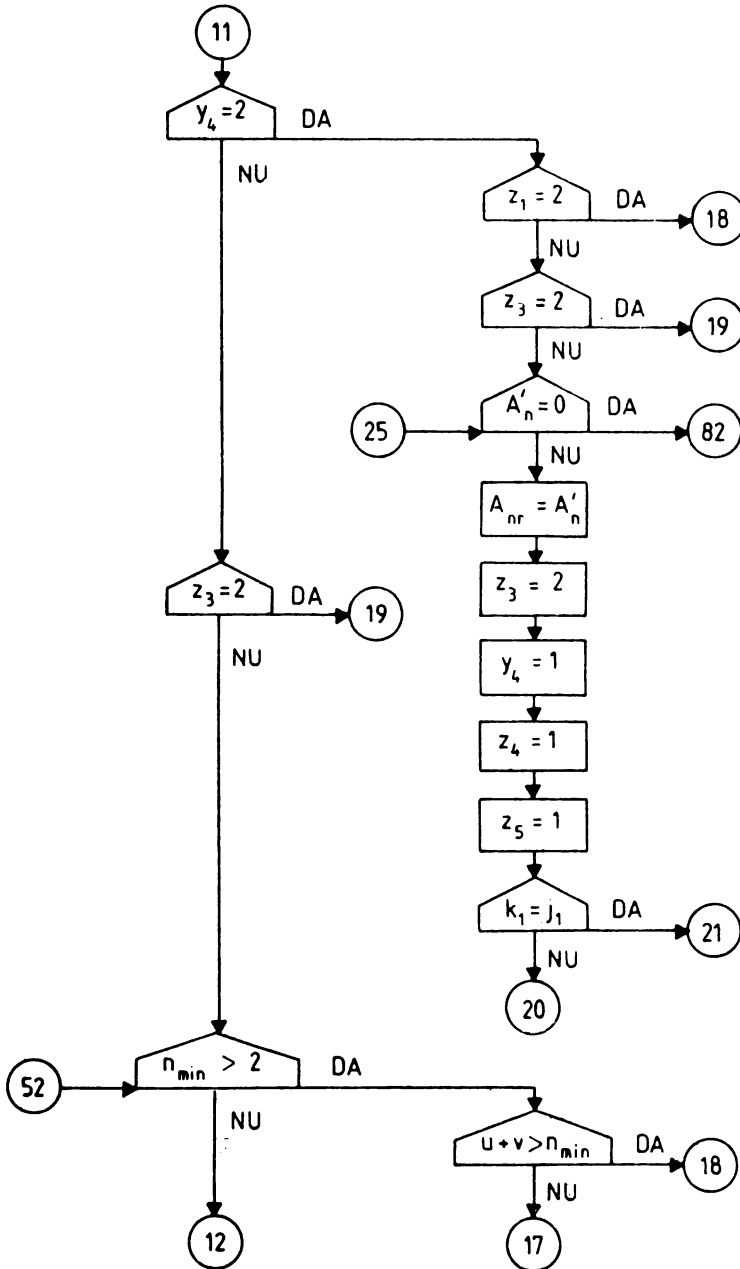 11
y₄ = 2
DA
NU
z₁ = 2
DA
18
NU
z₃ = 2
DA
19
NU
25
A′ₙ = 0
DA
82
NU
Aₙᵣ = A′ₙ
z₃ = 2
DA
19
NU
z₃ = 2
y₄ = 1
z₄ = 1
z₅ = 1
k₁ = j₁
DA
21
NU
20
52
n_min > 2
DA
NU
12
u + v > n_min
DA
18
NU
17